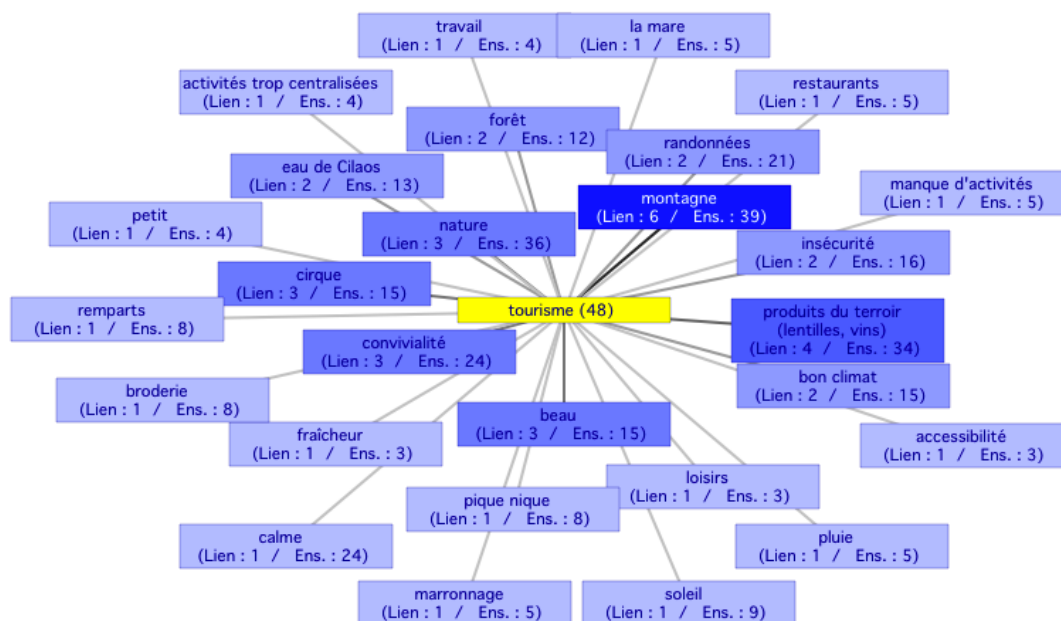 travail
(Lien : 1 / Ens. : 4)
la mare
(Lien : 1 / Ens. : 5)
activités trop centralisées
(Lien : 1 / Ens. : 4)
restaurants
(Lien : 1 / Ens. : 5)
forêt
(Lien : 2 / Ens. : 12)
randonnées
(Lien : 2 / Ens. : 21)
eau de Cilaos
(Lien : 2 / Ens. : 13)
manque d'activités
(Lien : 1 / Ens. : 5)
montagne
(Lien : 6 / Ens. : 39)
petit
(Lien : 1 / Ens. : 4)
nature
(Lien : 3 / Ens. : 36)
insécurité
(Lien : 2 / Ens. : 16)
cirque
(Lien : 3 / Ens. : 15)
remparts
(Lien : 1 / Ens. : 8)
tourisme (48)
produits du terroir
(lentilles, vins)
(Lien : 4 / Ens. : 34)
convivialité
(Lien : 3 / Ens. : 24)
bon climat
(Lien : 2 / Ens. : 15)
broderie
(Lien : 1 / Ens. : 8)
beau
(Lien : 3 / Ens. : 15)
fraîcheur
(Lien : 1 / Ens. : 3)
accessibilité
(Lien : 1 / Ens. : 3)
loisirs
(Lien : 1 / Ens. : 3)
pique nique
(Lien : 1 / Ens. : 8)
calme
(Lien : 1 / Ens. : 24)
pluie
(Lien : 1 / Ens. : 5)
marronnage
(Lien : 1 / Ens. : 5)
soleil
(Lien : 1 / Ens. : 9)